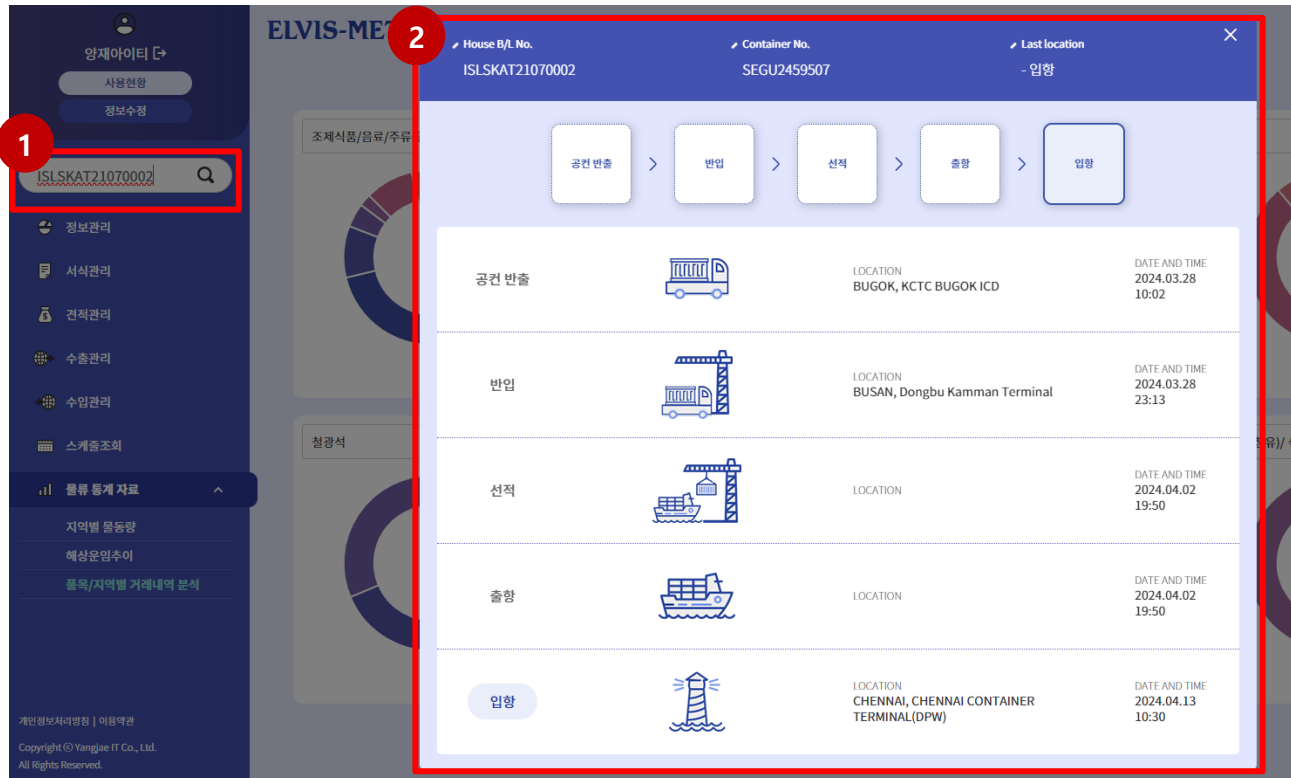 양재아이티
사용현황
정보수정
1
ISLSKAT21070002
정보관리
서식관리
견적관리
수출관리
수입관리
스케줄조회
물류 통계 자료
지역별 물동량
해상운임추이
품목/지역별 거래내역 분석
개인정보처리방침 | 이용약관
Copyright ⓒ Yangjae IT Co., Ltd.
All Rights Reserved.
ELVIS-ME
조제식품/음료/주류
철광석
유)/
2
House B/L No.
ISLSKAT21070002
Container No.
SEGU2459507
Last location
- 입항
공컨 반출 > 반입 > 선적 > 출항 > 입항
공컨 반출
LOCATION
BUGOK, KCTC BUGOK ICD
DATE AND TIME
2024.03.28
10:02
반입
LOCATION
BUSAN, Dongbu Kamman Terminal
DATE AND TIME
2024.03.28
23:13
선적
LOCATION
DATE AND TIME
2024.04.02
19:50
출항
LOCATION
DATE AND TIME
2024.04.02
19:50
입항
LOCATION
CHENNAI, CHENNAI CONTAINER
TERMINAL(DPW)
DATE AND TIME
2024.04.13
10:30